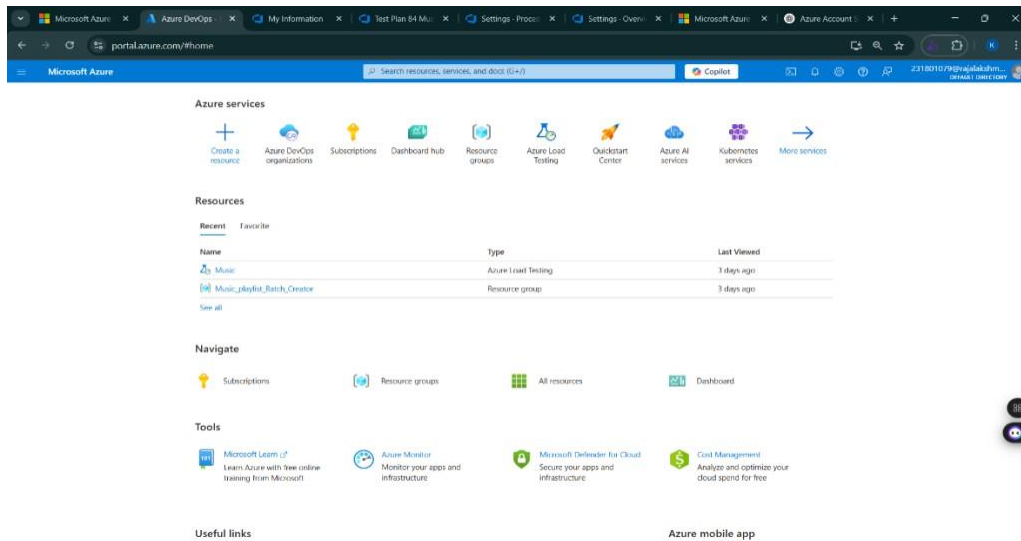 Microsoft Azure
Azure DevOps -
My Information
Test Plan 84 Mu
Settings - Proce
Settings - Overv
Microsoft Azure
Azure Account S
portal.azure.com/#home
K
Microsoft Azure
Search resources, services, and docs (G+/)
Copilot
231801079@rajalakshm...
DEFAULT DIRECTORY
Azure services
Create a resource
Azure DevOps organizations
Subscriptions
Dashboard hub
Resource groups
Azure Load Testing
Quickstart Center
Azure AI services
Kubernetes services
More services
Resources
Recent Favorite
Name Type Last Viewed
Music Azure Load Testing 3 days ago
Music_playlist_Batch_Creator Resource group 3 days ago
See all
Navigate
Subscriptions Resource groups All resources Dashboard
Tools
Microsoft Learn
Learn Azure with free online
training from Microsoft
Azure Monitor
Monitor your apps and
infrastructure
Microsoft Defender for Cloud
Secure your apps and
infrastructure
Cost Management
Analyze and optimize your
cloud spend for free
Useful links Azure mobile app